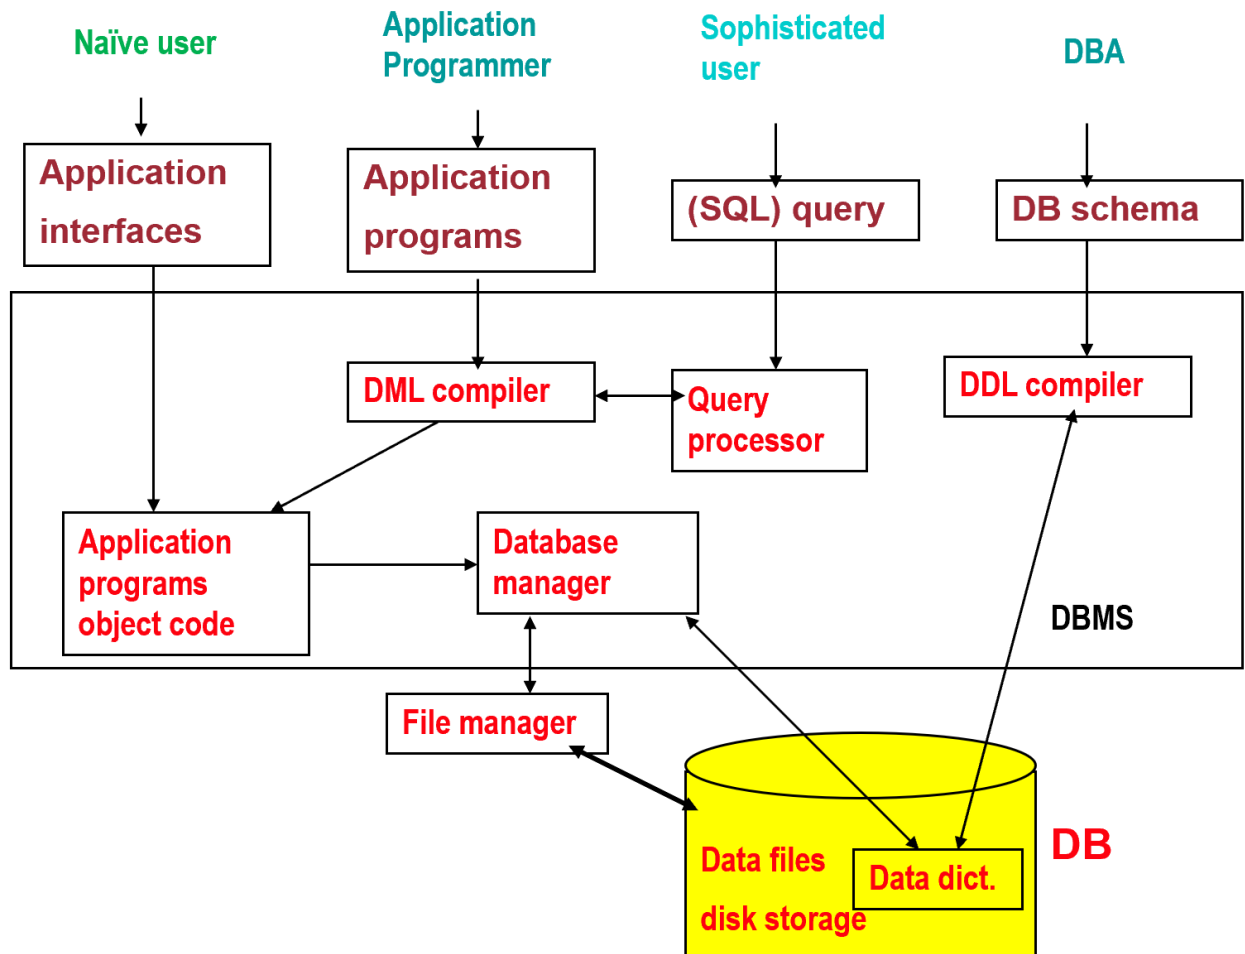 Naïve user
Application
Programmer
Sophisticated
user
DBA
Application
interfaces
Application
programs
(SQL) query
DB schema
DML compiler
Query
processor
DDL compiler
Application
programs
object code
Database
manager
DBMS
File manager
DB
Data files
disk storage
Data dict.